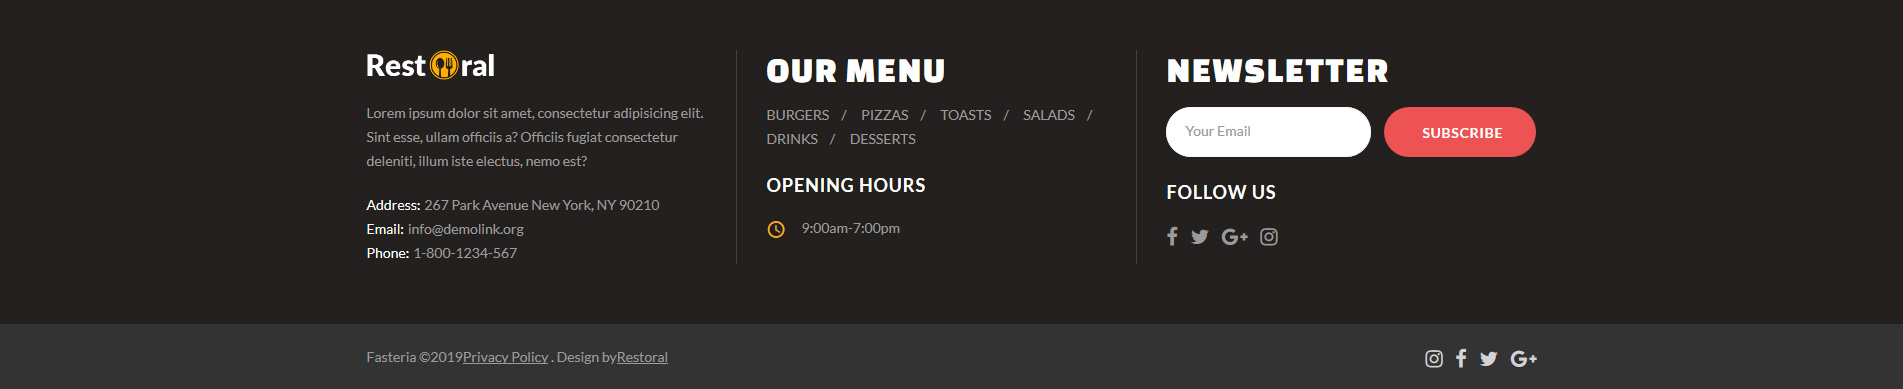 Restoral
Lorem ipsum dolor sit amet, consectetur adipisicing elit.
Sint esse, ullam officiis a? Officiis fugiat consectetur
deleniti, illum iste electus, nemo est?
Address: 267 Park Avenue New York, NY 90210
Email: info@demolink.org
Phone: 1-800-1234-567
OUR MENU
BURGERS / PIZZAS / TOASTS / SALADS /
DRINKS / DESSERTS
OPENING HOURS
9:00am-7:00pm
NEWSLETTER
Your Email
SUBSCRIBE
FOLLOW US
Fasteria ©2019Privacy Policy . Design byRestoral